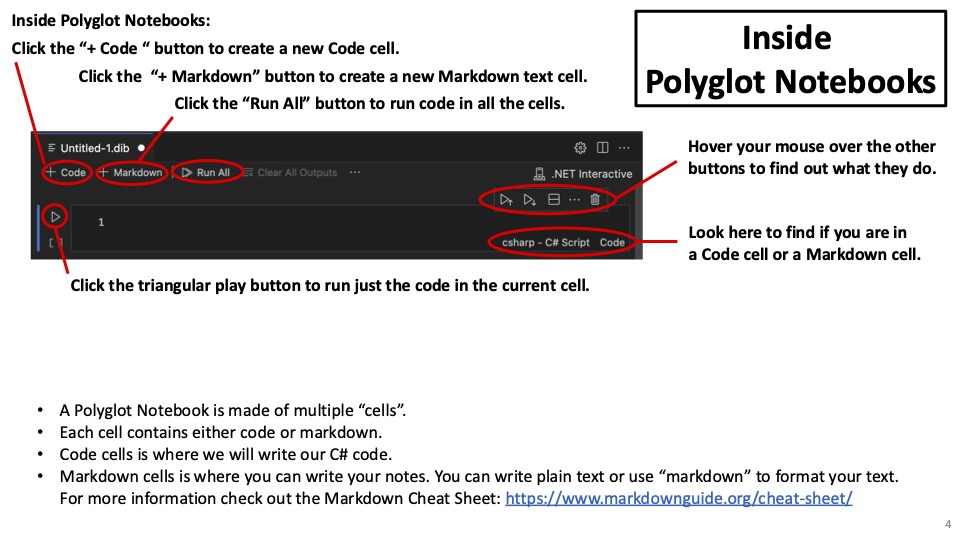 Inside Polyglot Notebooks:
Click the “+ Code “ button to create a new Code cell.
Click the “+ Markdown” button to create a new Markdown text cell.
Click the “Run All” button to run code in all the cells.
Inside
Polyglot Notebooks
Untitled-1.dib
+ Code + Markdown Run All Clear All Outputs ...
.NET Interactive
1
[ ]
csharp - C# Script Code
Hover your mouse over the other
buttons to find out what they do.
Look here to find if you are in
a Code cell or a Markdown cell.
Click the triangular play button to run just the code in the current cell.
• A Polyglot Notebook is made of multiple “cells”.
• Each cell contains either code or markdown.
• Code cells is where we will write our C# code.
• Markdown cells is where you can write your notes. You can write plain text or use “markdown” to format your text.
For more information check out the Markdown Cheat Sheet: https://www.markdownguide.org/cheat-sheet/
4